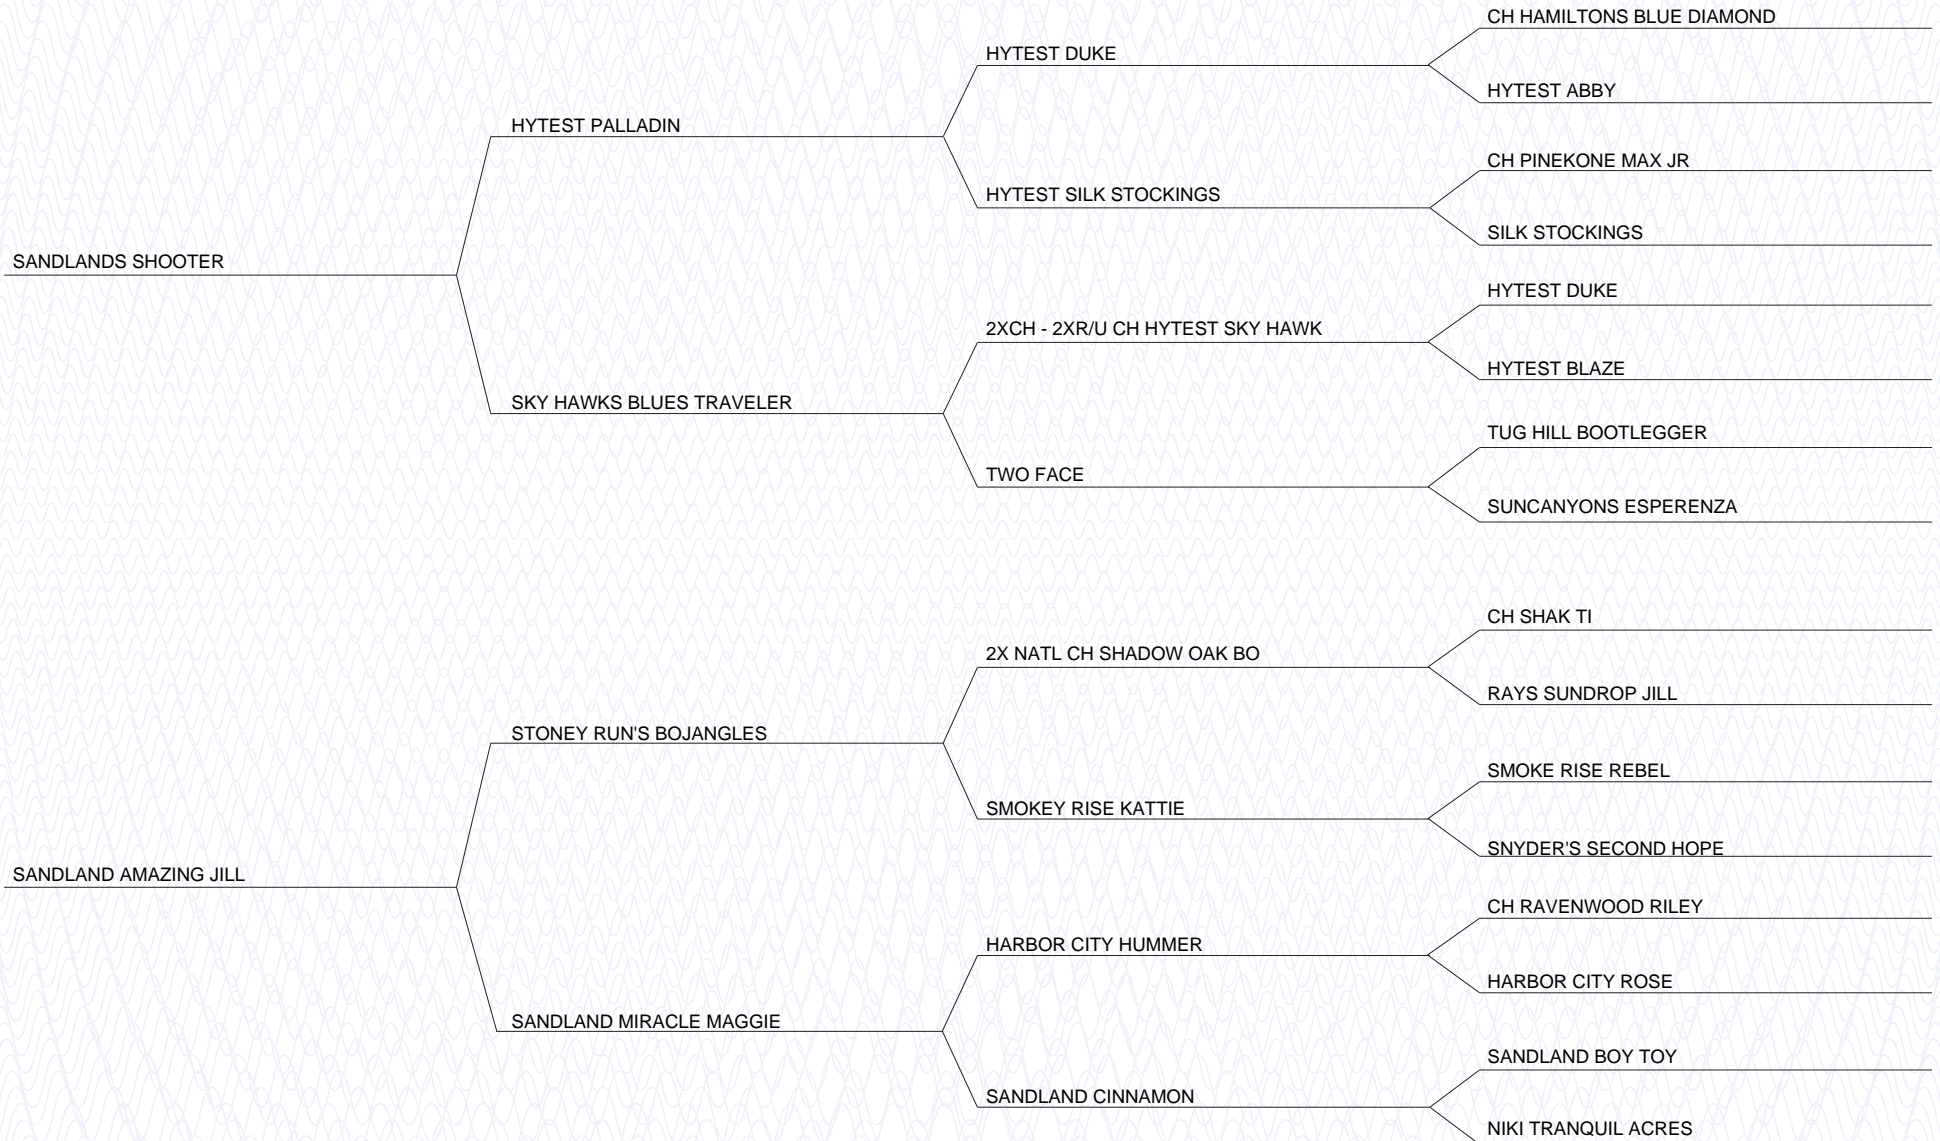 CH HAMILTONS BLUE DIAMOND
HYTEST DUKE
HYTEST ABBY
HYTEST PALLADIN
CH PINEKONE MAX JR
HYTEST SILK STOCKINGS
SILK STOCKINGS
SANDLANDS SHOOTER
HYTEST DUKE
2XCH - 2XR/U CH HYTEST SKY HAWK
HYTEST BLAZE
SKY HAWKS BLUES TRAVELER
TUG HILL BOOTLEGGER
TWO FACE
SUNCANYONS ESPERENZA
CH SHAK TI
2X NATL CH SHADOW OAK BO
RAYS SUNDROP JILL
STONEY RUN'S BOJANGLES
SMOKE RISE REBEL
SMOKEY RISE KATTIE
SNYDER'S SECOND HOPE
SANDLAND AMAZING JILL
CH RAVENWOOD RILEY
HARBOR CITY HUMMER
HARBOR CITY ROSE
SANDLAND MIRACLE MAGGIE
SANDLAND BOY TOY
SANDLAND CINNAMON
NIKI TRANQUIL ACRES